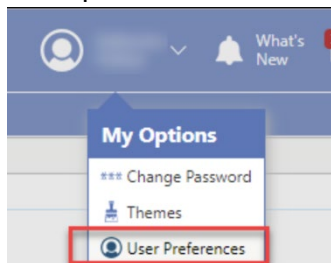 What's
New
My Options
*** Change Password
Themes
User Preferences